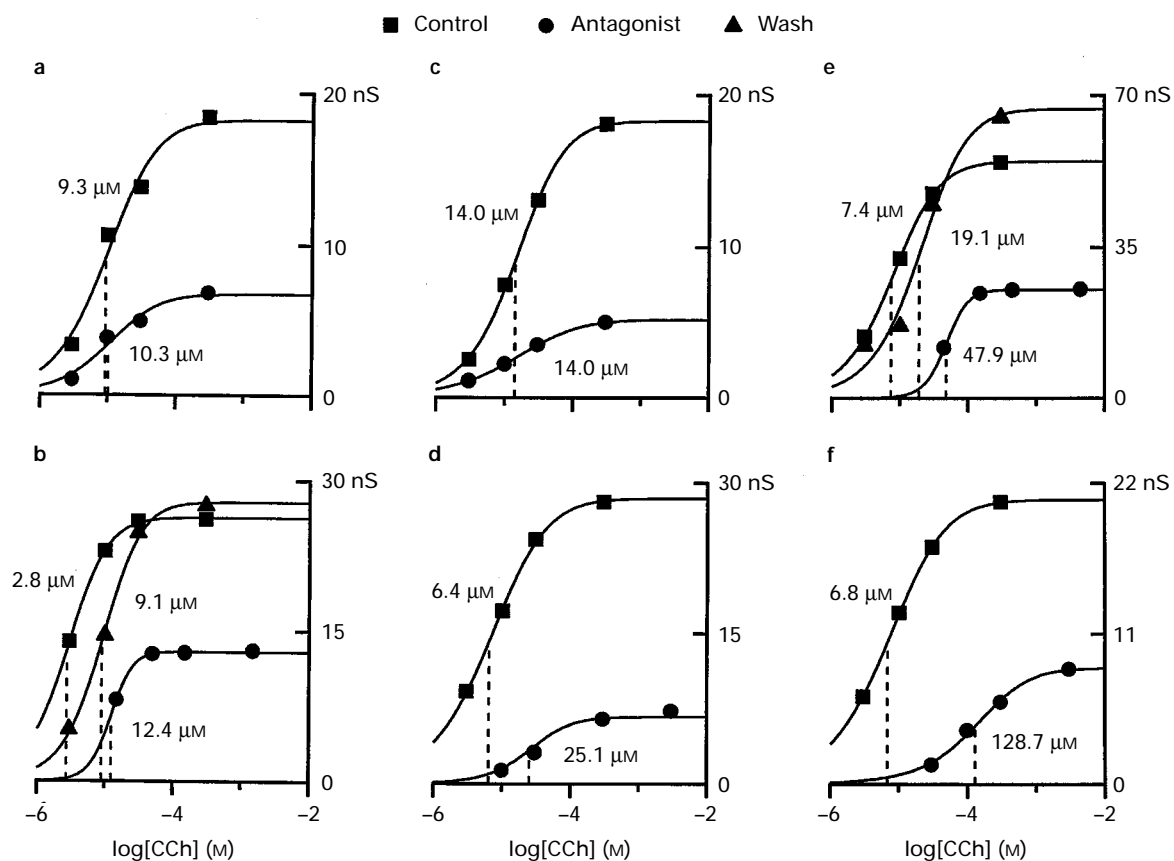 Control Antagonist Wash
a
20 nS
10
0
9.3 µM
10.3 µM
c
20 nS
10
0
14.0 µM
14.0 µM
e
70 nS
35
0
7.4 µM
19.1 µM
47.9 µM
b
30 nS
15
0
2.8 µM
9.1 µM
12.4 µM
−6 −4 −2
log[CCh] (M)
d
30 nS
15
0
6.4 µM
25.1 µM
−6 −4 −2
log[CCh] (M)
f
22 nS
11
0
6.8 µM
128.7 µM
−6 −4 −2
log[CCh] (M)